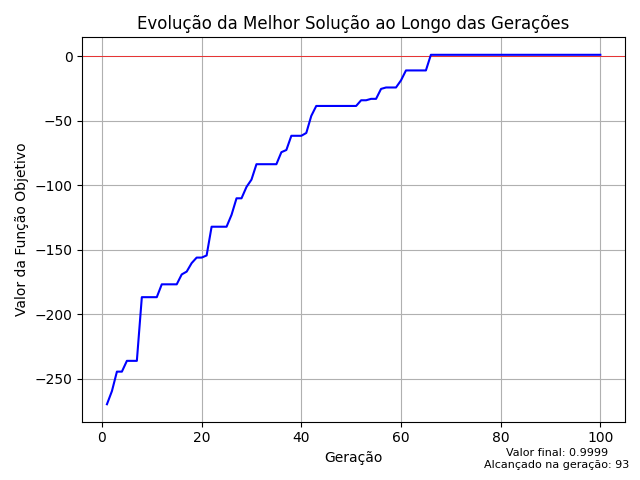 Evolução da Melhor Solução ao Longo das Gerações
Valor da Função Objetivo
0
−50
−100
−150
−200
−250
0 20 40 60 80 100
Geração
Valor final: 0.9999
Alcançado na geração: 93